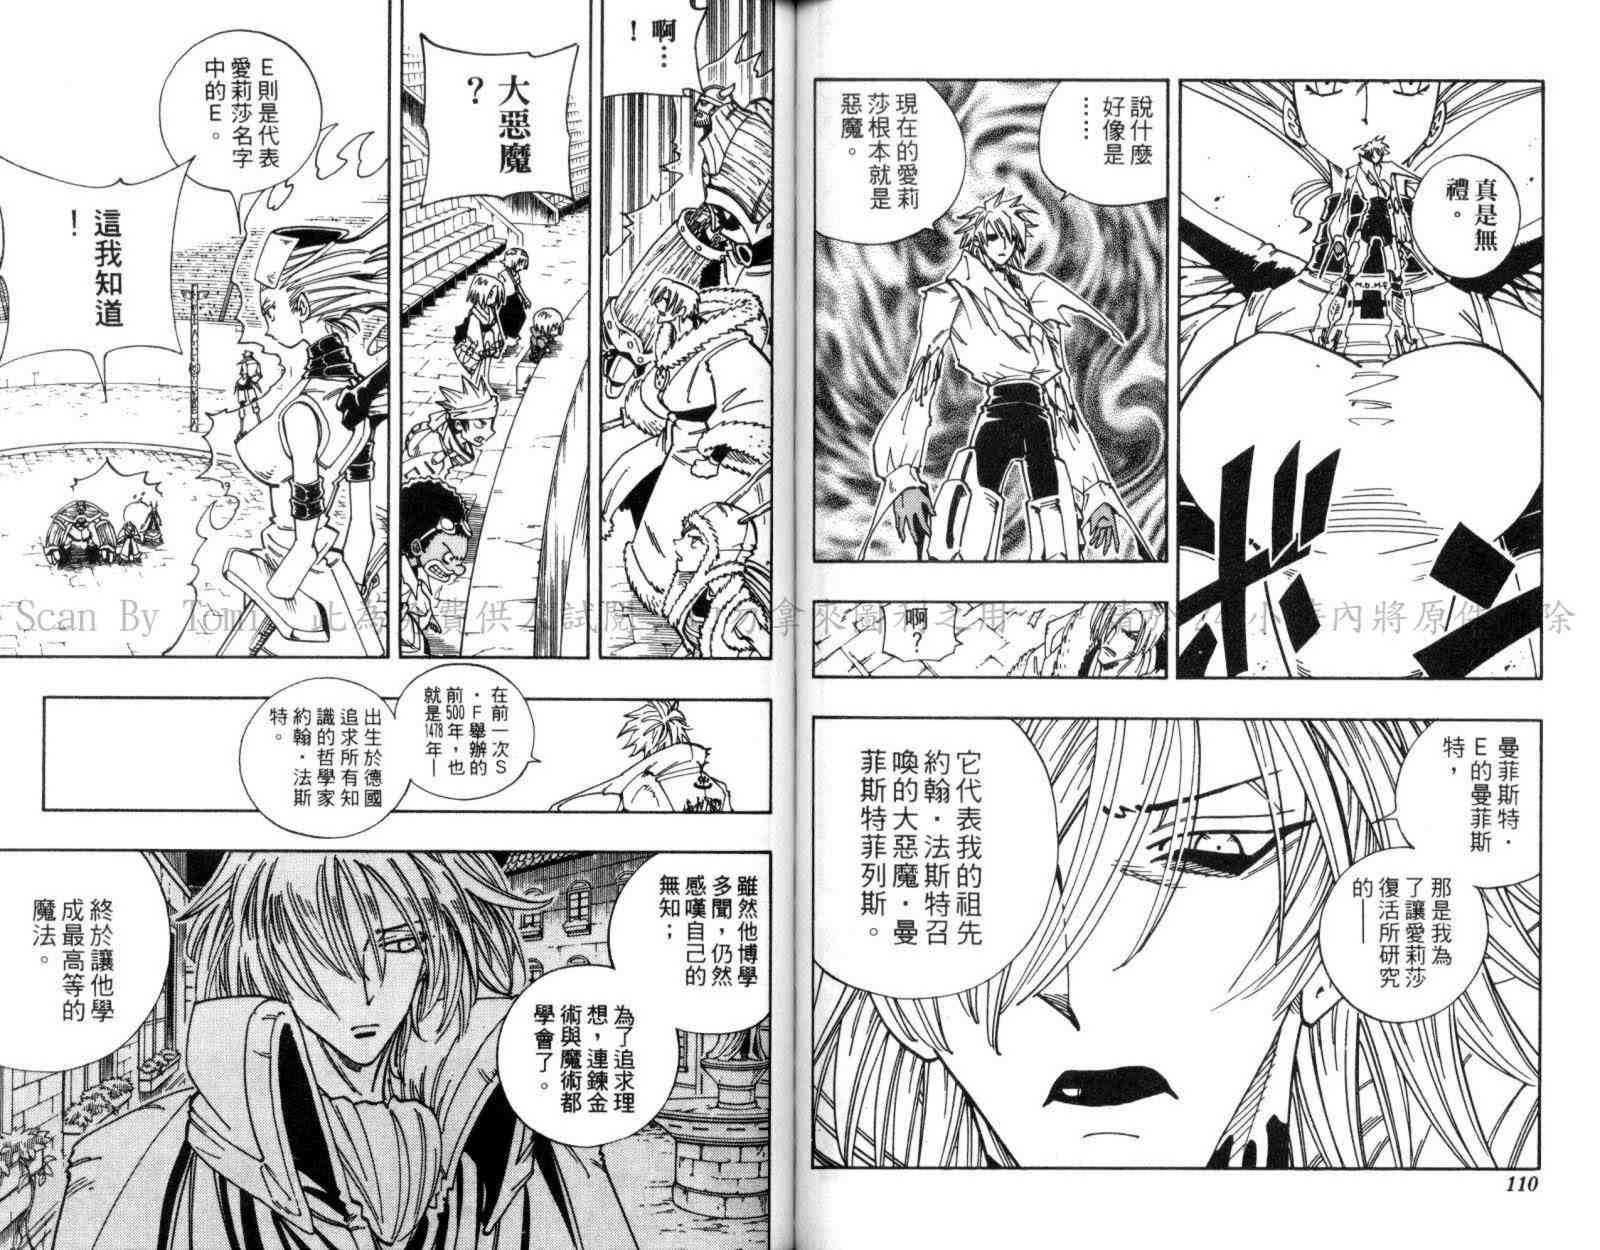 真是無
禮。
M.D.M.E
ボン
說什麼
好像是
……
現在的愛莉
莎根本就是
惡魔。
啊
?
曼菲斯特·
E的曼菲斯
特，
那是我為
了讓愛莉莎
復活所研究
的——
它代表我的祖先
約翰·法斯特召
喚的大惡魔·曼
菲斯特菲列斯。
110
啊…
!
大惡魔
?
E則是代表
愛莉莎名字
中的E。
這我知道
!
在前一次S
·F舉辦的
前500年，也
就是1478年—
出生於德國
追求所有知
識的哲學家
約翰·法斯
特。
雖然他博學
多聞，仍然
感嘆自己的
無知；
為了追求理
想，連鍊金
術與魔術都
學會了。
終於讓他學
成最高等的
魔法。
Scan By Tom